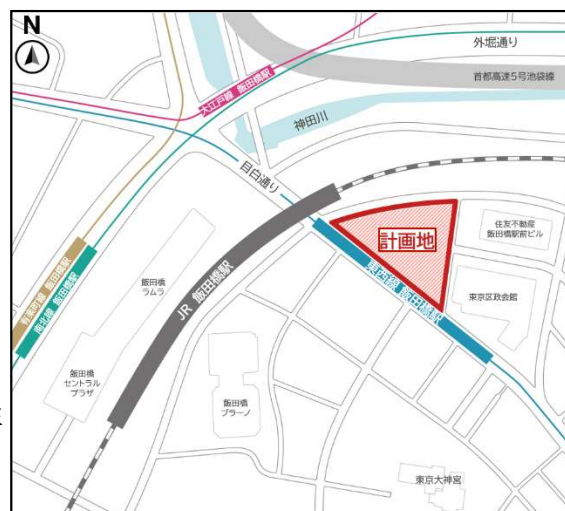 N
外堀通り
首都高速5号池袋線
大江戸線 飯田橋駅
神田川
目白通り
計画地
住友不動産
飯田橋駅前ビル
東西線 飯田橋駅
東京区政会館
有楽町線 飯田橋駅
南北線 飯田橋駅
飯田橋
ラムラ
JR 飯田橋駅
飯田橋
セントラル
プラザ
飯田橋
プラーノ
東京大神宮